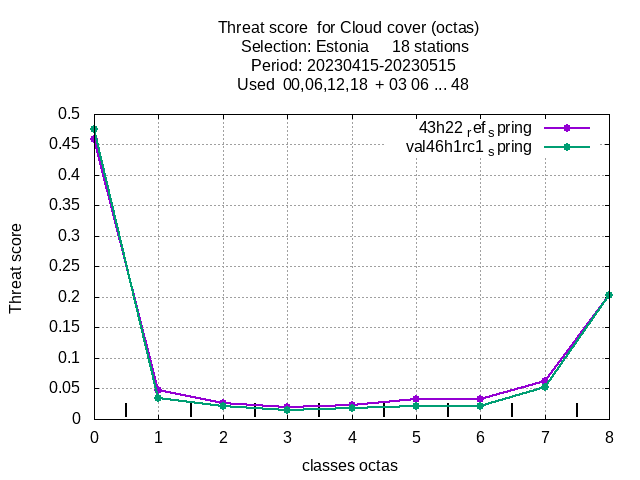 Threat score  for Cloud cover (octas)
Selection: Estonia     18 stations
Period: 20230415-20230515
Used  00,06,12,18  + 03 06 ... 48
43h22 ref spring
val46h1rc1 spring
0.5
0.45
0.4
0.35
0.3
0.25
0.2
0.15
0.1
0.05
0
Threat score
0 1 2 3 4 5 6 7 8
classes octas